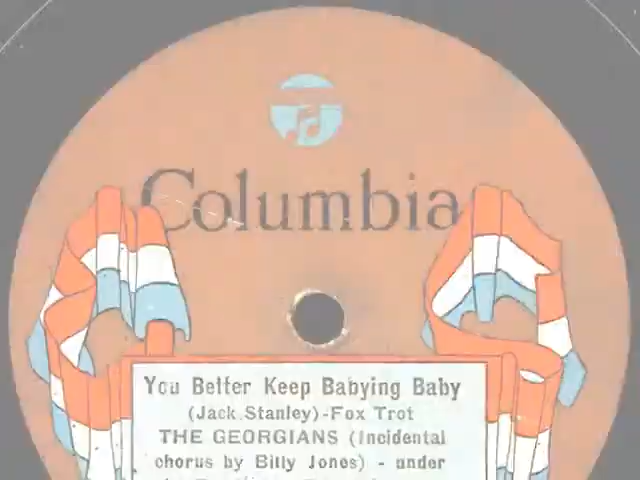 Columbia
You Better Keep Babying Baby
(Jack Stanley)-Fox Trot
THE GEORGIANS (Incidental
chorus by Billy Jones) - under